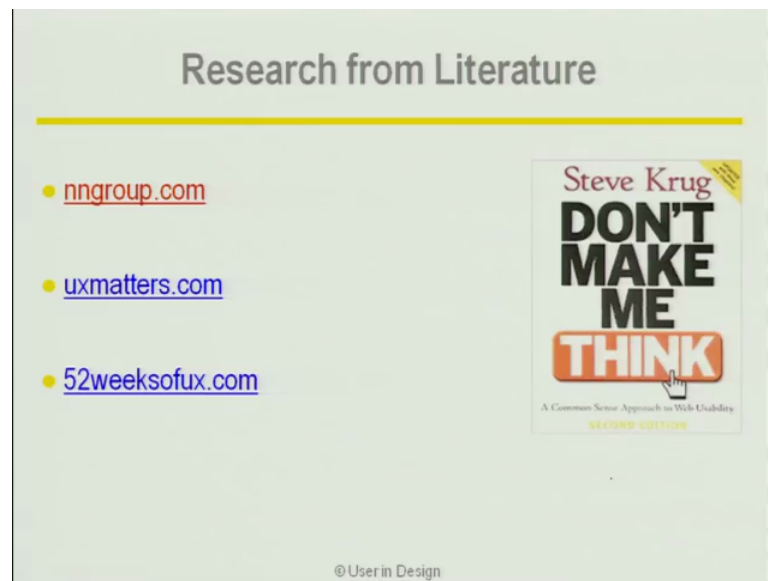 Research from Literature
nngroup.com
uxmatters.com
52weeksofux.com
Steve Krug
DON'T
MAKE
ME
THINK
A Common Sense Approach to Web Usability
SECOND EDITION
© User in Design